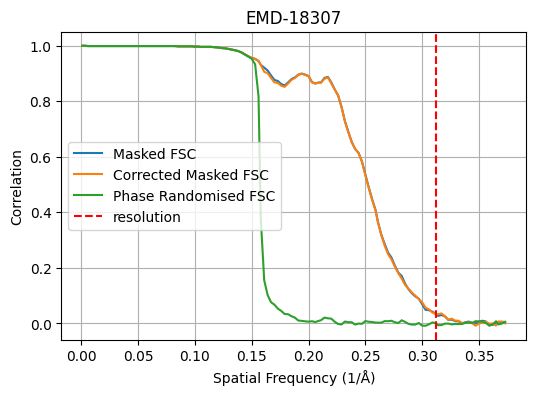 EMD-18307
1.0
0.8
0.6
0.4
0.2
0.0
Correlation
Masked FSC
Corrected Masked FSC
Phase Randomised FSC
resolution
0.00 0.05 0.10 0.15 0.20 0.25 0.30 0.35
Spatial Frequency (1/Å)